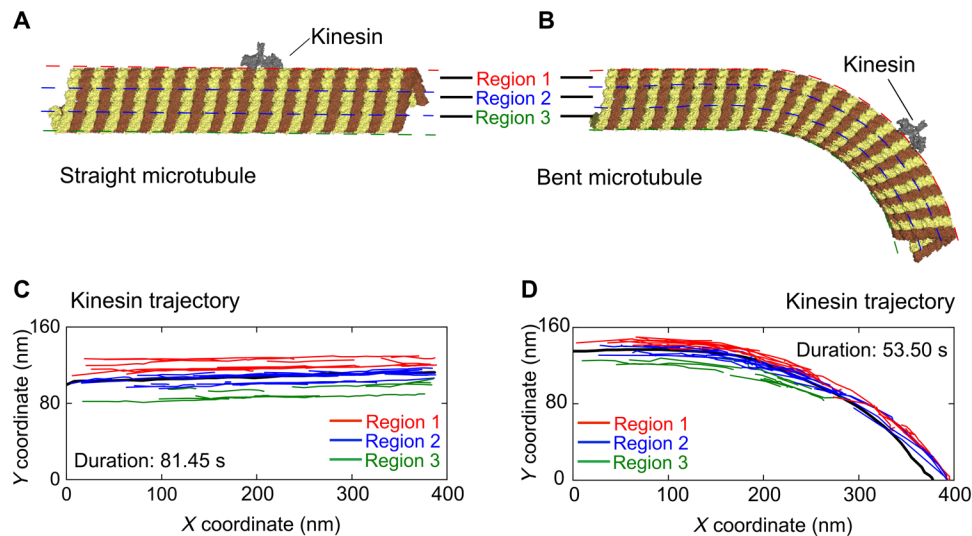 A
Kinesin
Straight microtubule
Region 1
Region 2
Region 3
B
Kinesin
Bent microtubule
C
Kinesin trajectory
Y coordinate (nm)
160
80
0
Duration: 81.45 s
Region 1
Region 2
Region 3
0
100
200
300
400
X coordinate (nm)
D
Kinesin trajectory
Y coordinate (nm)
160
80
0
Duration: 53.50 s
Region 1
Region 2
Region 3
0
100
200
300
400
X coordinate (nm)